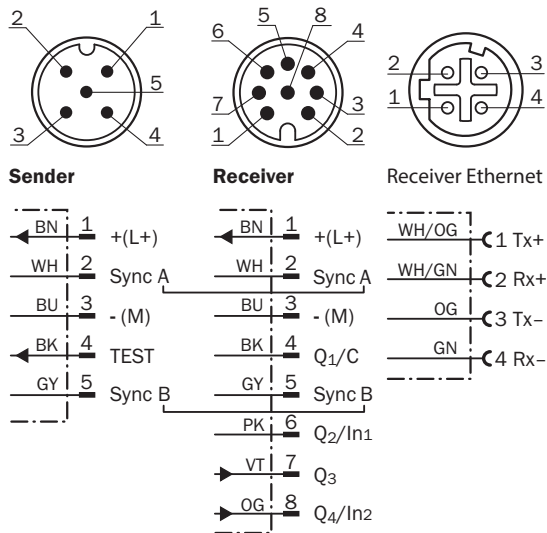 2 1
5
3 4
5 8
6 4
7 3
1 2
2 3
1 4
Sender
BN 1 +(L+)
WH 2 Sync A
BU 3 - (M)
BK 4 TEST
GY 5 Sync B
Receiver
BN 1 +(L+)
WH 2 Sync A
BU 3 - (M)
BK 4 Q1/C
GY 5 Sync B
PK 6 Q2/In1
VT 7 Q3
OG 8 Q4/In2
Receiver Ethernet
WH/OG 1 Tx+
WH/GN 2 Rx+
OG 3 Tx–
GN 4 Rx–